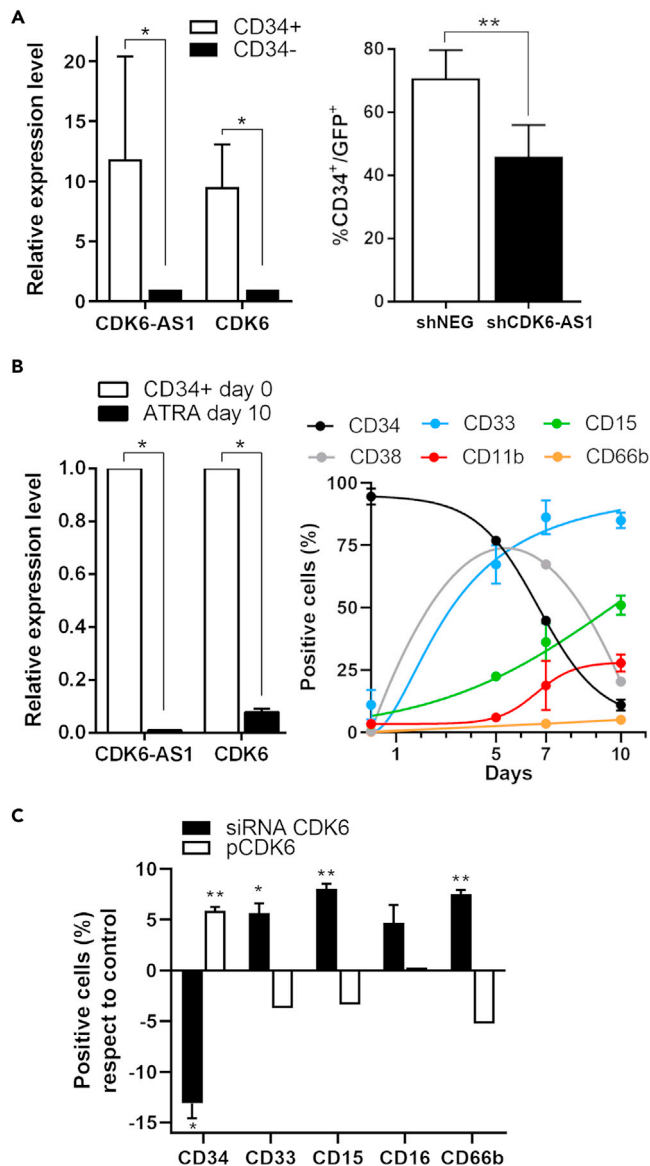 A
CD34+
CD34-
Relative expression level
20
15
10
5
0
*
*
CDK6-AS1
CDK6
%CD34+/GFP+
80
60
40
20
0
**
shNEG
shCDK6-AS1
B
CD34+ day 0
ATRA day 10
Relative expression level
1.0
0.8
0.6
0.4
0.2
0.0
*
*
CDK6-AS1
CDK6
CD34
CD33
CD15
CD38
CD11b
CD66b
Positive cells (%)
100
75
50
25
0
1
5
7
10
Days
C
siRNA CDK6
pCDK6
Positive cells (%)
respect to control
10
5
0
-5
-10
-15
**
*
**
**
*
CD34
CD33
CD15
CD16
CD66b